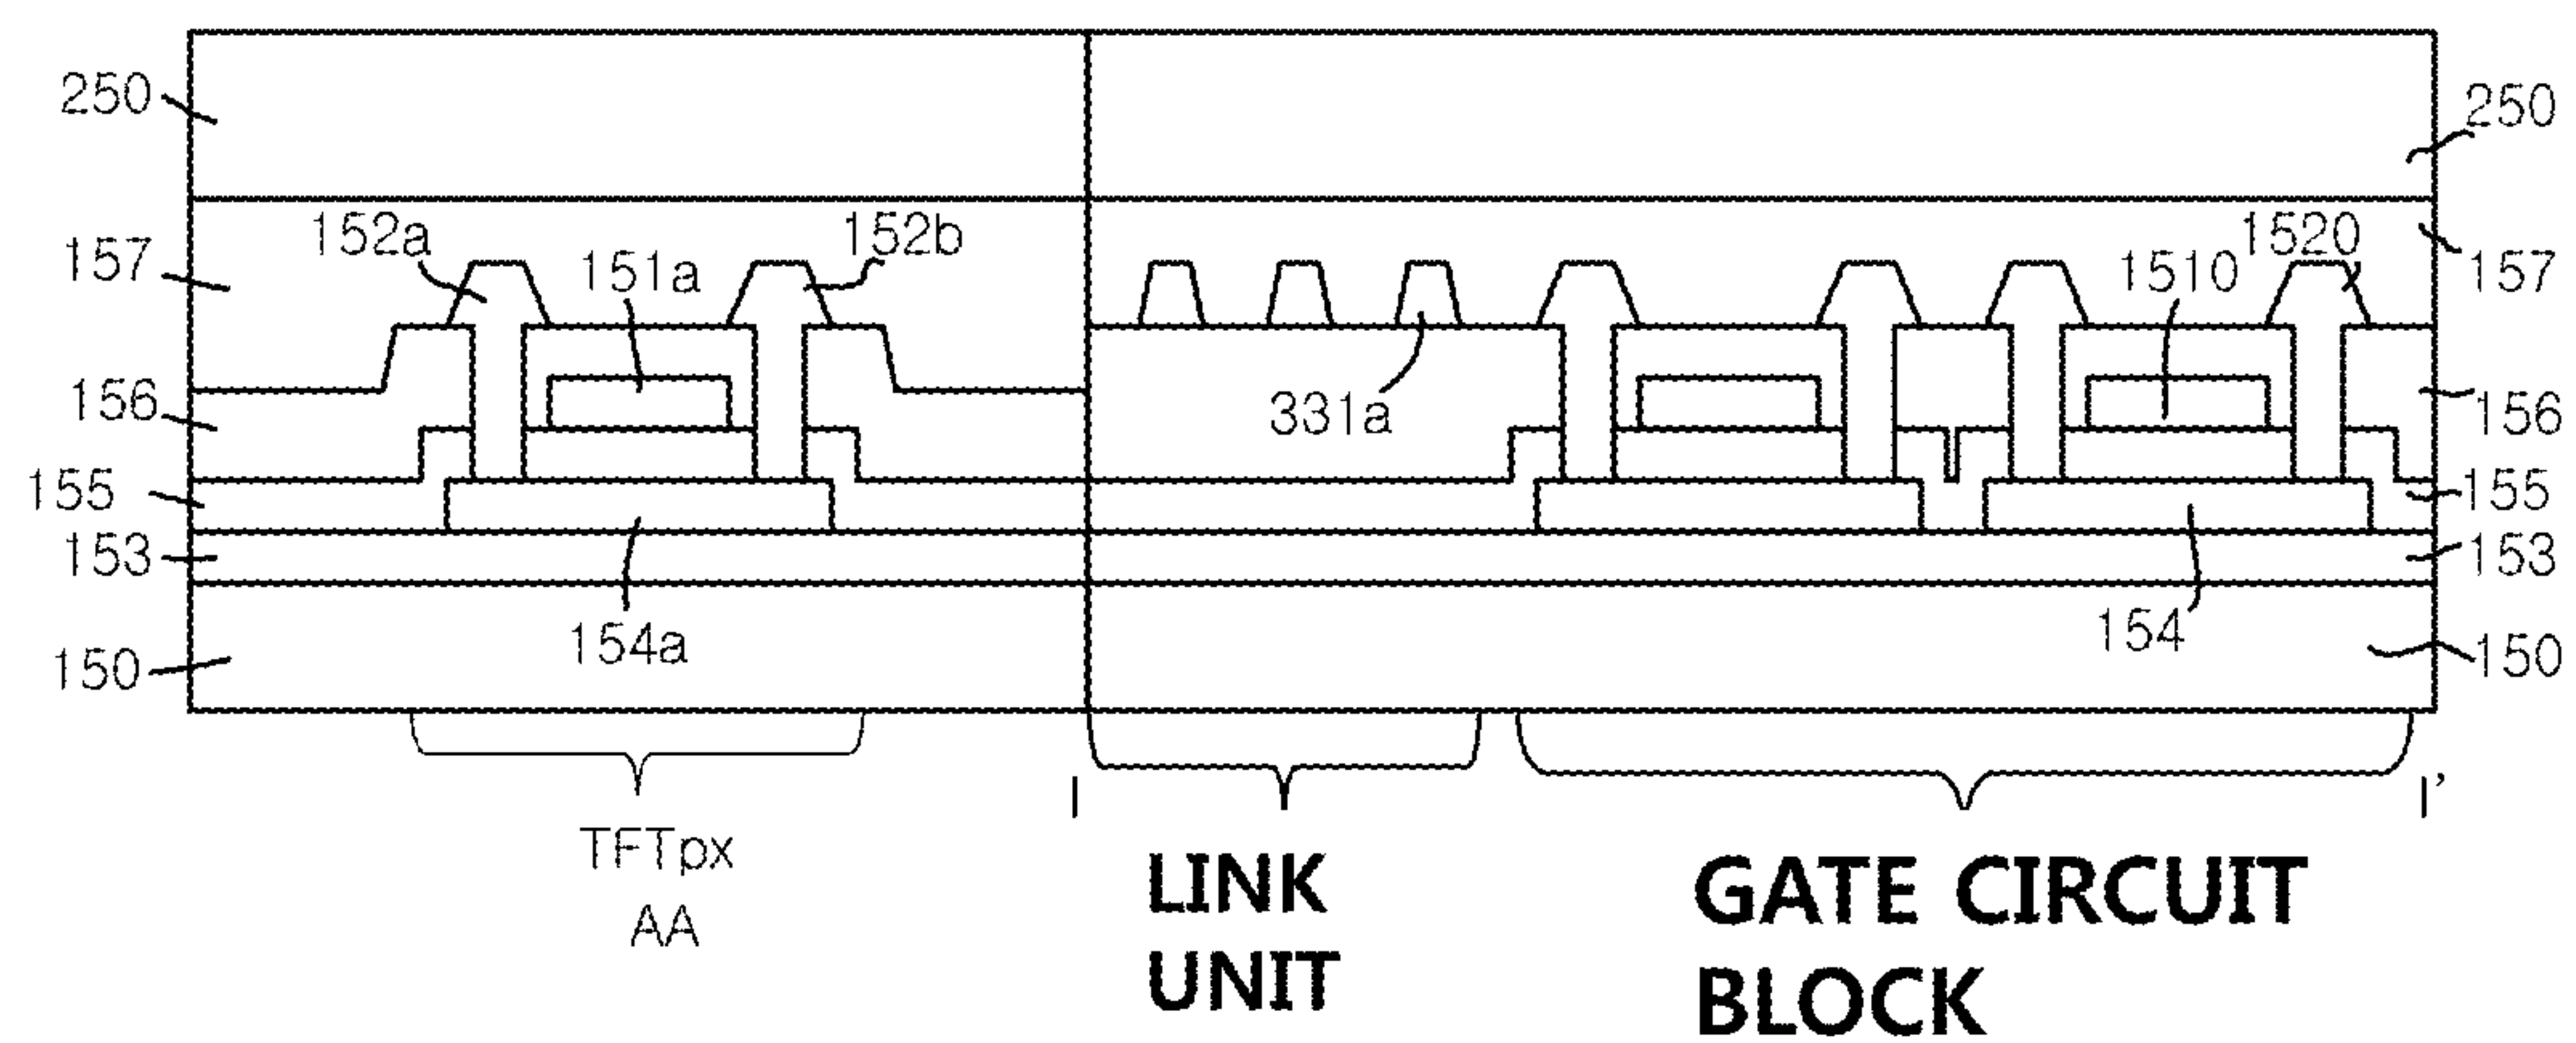 250
250
152a
152b
1520
157
151a
1510
157
156
331a
156
155
155
153
153
150
154a
154
150
I
I’
TFTpx
AA
LINK
UNIT
GATE CIRCUIT
BLOCK